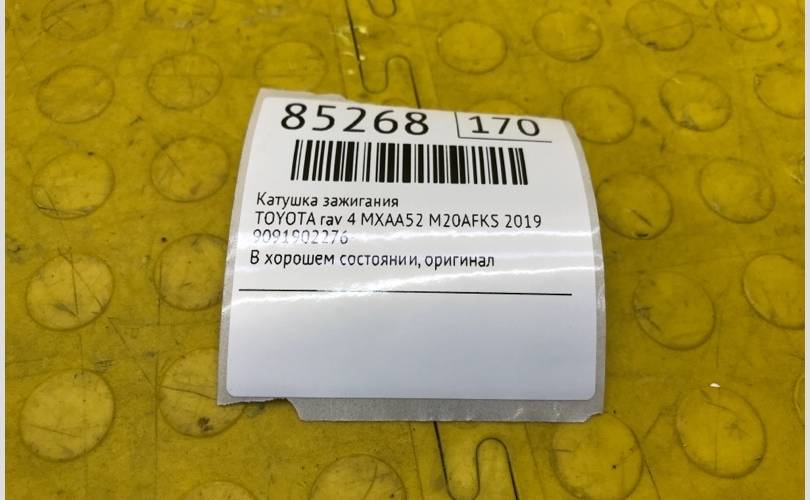 85268 170
Катушка зажигания
TOYOTA rav 4 MXAA52 M20AFKS 2019
9091902276
В хорошем состоянии, оригинал